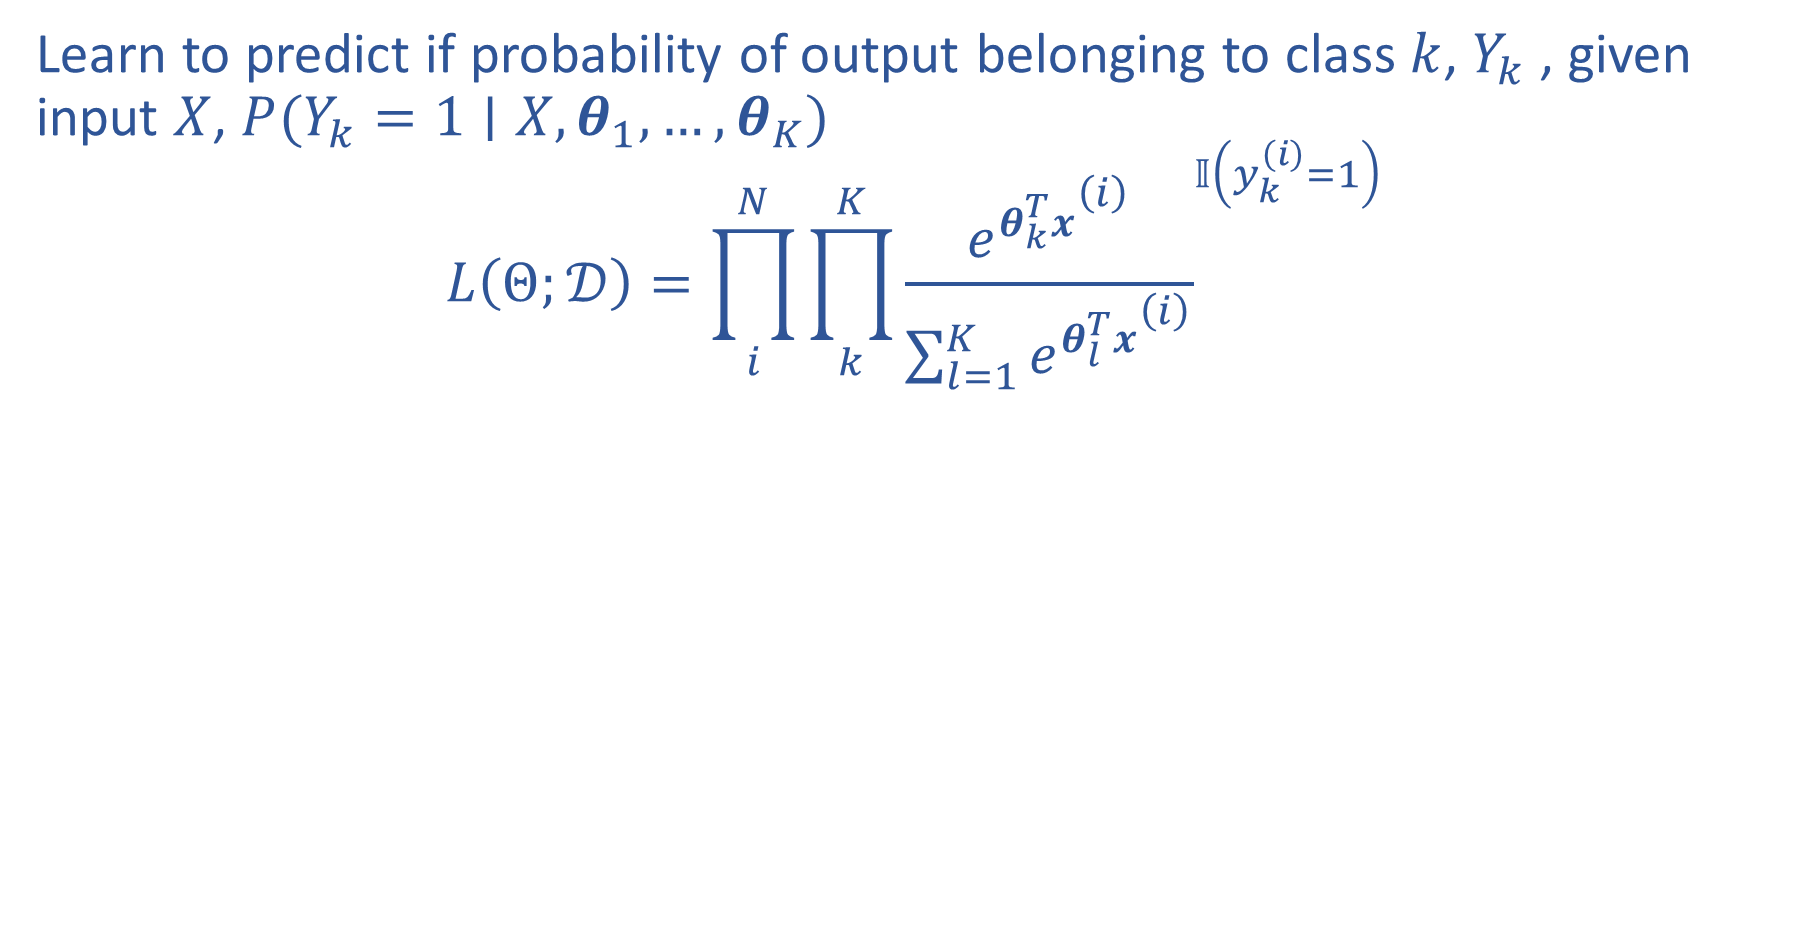 Learn to predict if probability of output belonging to class k, Y_k , given
input X, P(Y_k = 1 | X, θ_1, … , θ_K)
L(Θ; 𝒟) = ∏_i^N ∏_k^K (e^{θ_k^T x^{(i)}} / ∑_{l=1}^K e^{θ_l^T x^{(i)}})^{𝕀(y_k^{(i)}=1)}